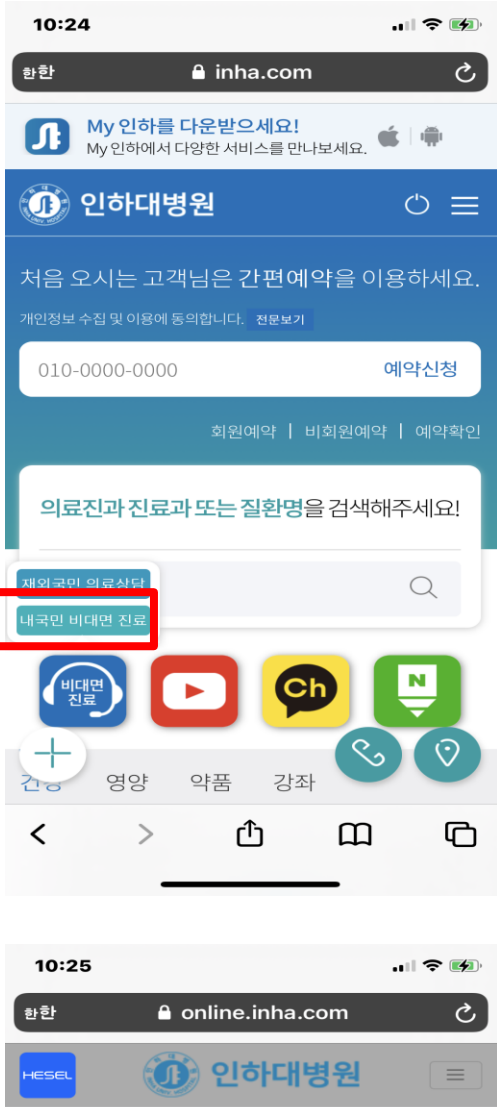 10:24
한한 inha.com
My 인하를 다운받으세요!
My 인하에서 다양한 서비스를 만나보세요.
인하대병원
처음 오시는 고객님은 간편예약을 이용하세요.
개인정보 수집 및 이용에 동의합니다. 전문보기
010-0000-0000 예약신청
회원예약 | 비회원예약 | 예약확인
의료진과 진료과 또는 질환명을 검색해주세요!
재외국민 의료상담
내국민 비대면 진료
비대면
진료
Ch
N
건강 영양 약품 강좌
10:25
한한 online.inha.com
HESEL 인하대병원